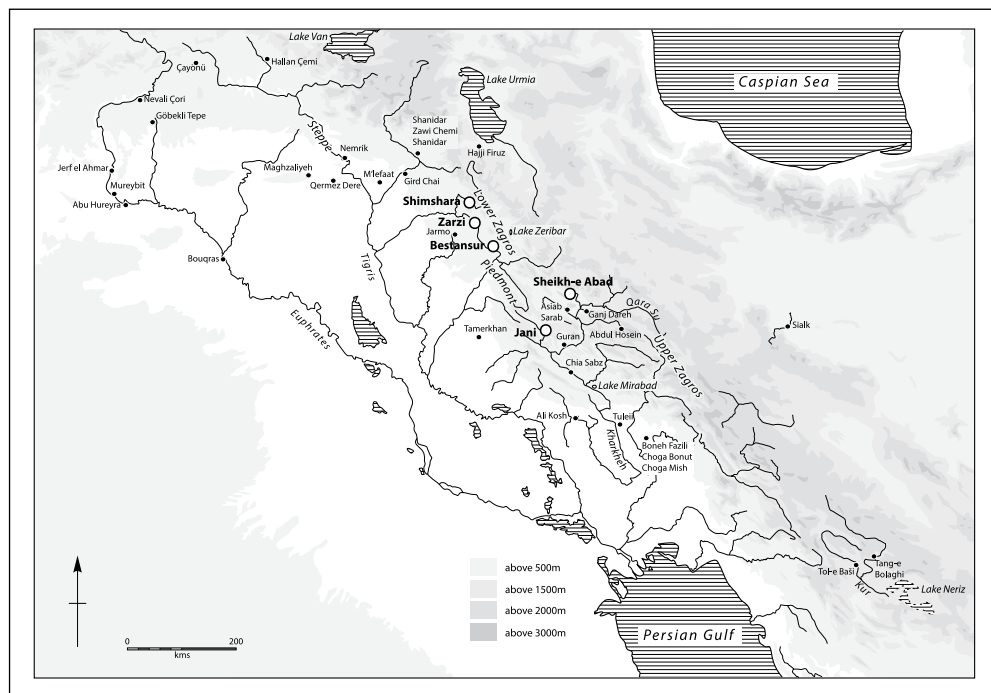 Lake Van
Çayönü
Hallan Çemi
Lake Urmia
Caspian Sea
Nevali Çori
Göbekli Tepe
Steppe
Shanidar
Zawi Chemi
Shanidar
Nemrik
Hajji Firuz
Maghzaliyeh
Jerf el Ahmar
M'lefaat
Gird Chai
Qermez Dere
Mureybit
Abu Hureyra
Shimshara
Lower Zagros
Zarzi
Jarmo
Lake Zeribar
Bestansur
Bouqras
Tigris
Piedmont
Sheikh-e Abad
Euphrates
Asiab
Sarab
Qara Su
Ganj Dareh
Sialk
Tamerkhan
Jani
Guran
Abdul Hosein
Upper Zagros
Chia Sabz
Lake Mirabad
Ali Kosh
Kharkheh
Boneh Fazili
Choga Bonut
Choga Mish
above 500m
above 1500m
above 2000m
above 3000m
Tang-e
Bolaghi
Kur
Lake Neriz
Persian Gulf
0 200
kms